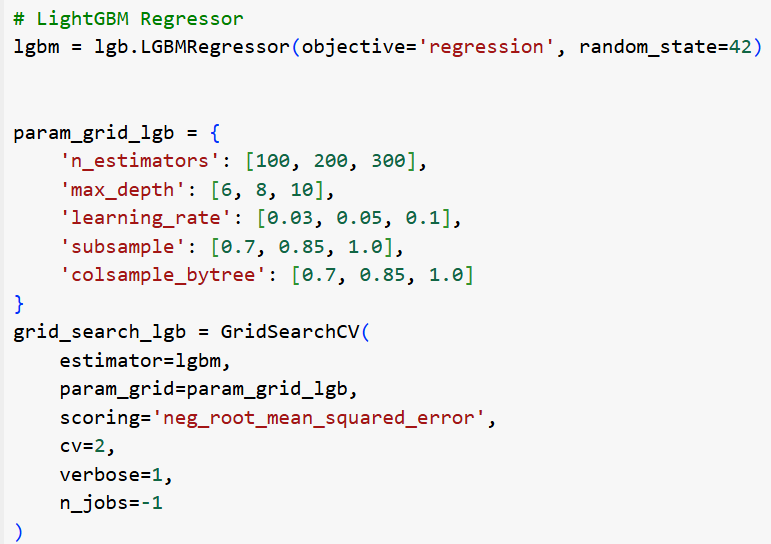 # LightGBM Regressor
lgbm = lgb.LGBMRegressor(objective='regression', random_state=42)
param_grid_lgb = {
    'n_estimators': [100, 200, 300],
    'max_depth': [6, 8, 10],
    'learning_rate': [0.03, 0.05, 0.1],
    'subsample': [0.7, 0.85, 1.0],
    'colsample_bytree': [0.7, 0.85, 1.0]
}
grid_search_lgb = GridSearchCV(
    estimator=lgbm,
    param_grid=param_grid_lgb,
    scoring='neg_root_mean_squared_error',
    cv=2,
    verbose=1,
    n_jobs=-1
)